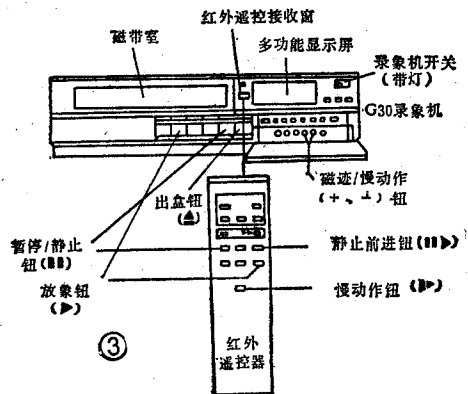 红外遥控接收窗
磁带室
多功能显示屏
录象机开关
(带灯)
G30录象机
出盒钮
(⏏)
磁迹/慢动作
(+、⊥)钮
暂停/静止
钮(▮▮)
静止前进钮(▮▮▶)
放象钮
(▶)
慢动作钮(▮▶)
③
红外
遥控器